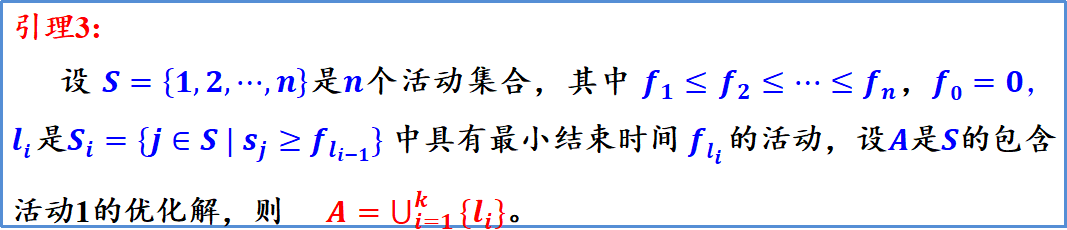 引理3:
设 S = {1, 2, ⋯, n}是n个活动集合，其中 f₁ ≤ f₂ ≤ ⋯ ≤ fₙ，f₀ = 0，
lᵢ是Sᵢ = {j ∈ S | sⱼ ≥ f_{lᵢ₋₁}} 中具有最小结束时间 f_{lᵢ} 的活动，设A是S的包含
活动1的优化解，则 A = ⋃ᵢ₌₁ᵏ {lᵢ}。